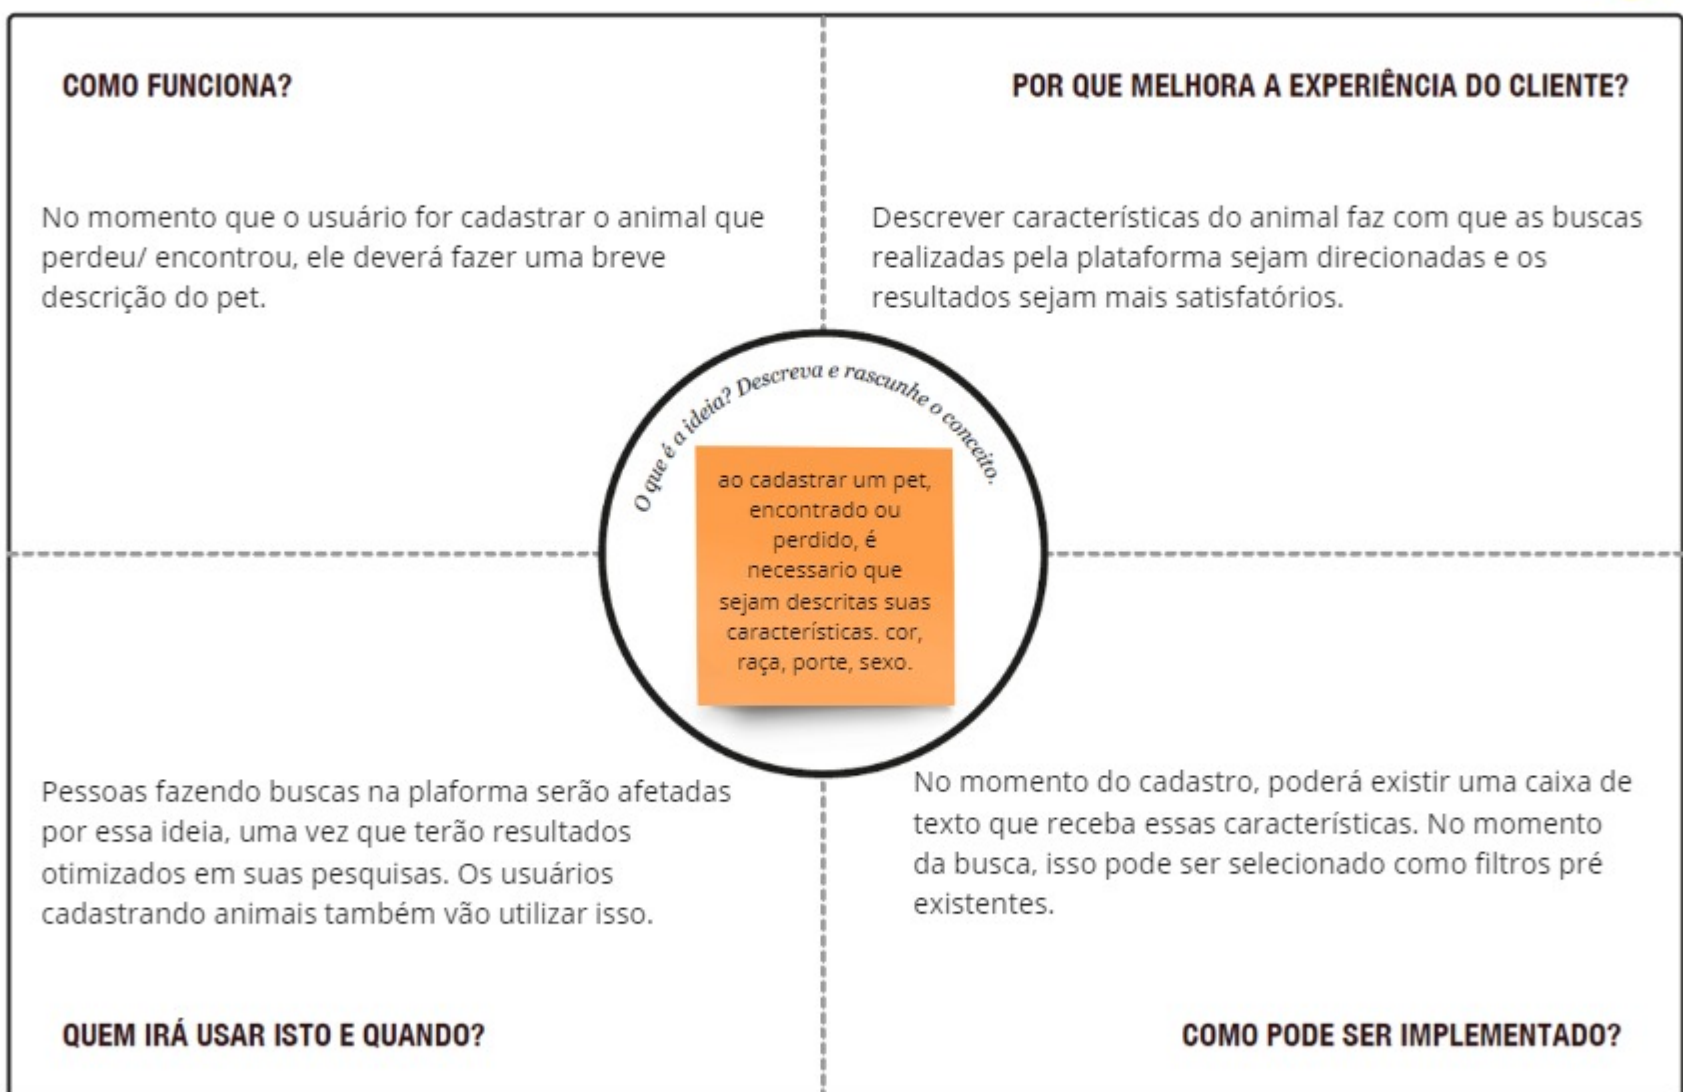 COMO FUNCIONA?
No momento que o usuário for cadastrar o animal que
perdeu/ encontrou, ele deverá fazer uma breve
descrição do pet.
POR QUE MELHORA A EXPERIÊNCIA DO CLIENTE?
Descrever características do animal faz com que as buscas
realizadas pela plataforma sejam direcionadas e os
resultados sejam mais satisfatórios.
O que é a ideia? Descreva e rascunhe o conceito.
ao cadastrar um pet,
encontrado ou
perdido, é
necessario que
sejam descritas suas
características. cor,
raça, porte, sexo.
Pessoas fazendo buscas na plaforma serão afetadas
por essa ideia, uma vez que terão resultados
otimizados em suas pesquisas. Os usuários
cadastrando animais também vão utilizar isso.
QUEM IRÁ USAR ISTO E QUANDO?
No momento do cadastro, poderá existir uma caixa de
texto que receba essas características. No momento
da busca, isso pode ser selecionado como filtros pré
existentes.
COMO PODE SER IMPLEMENTADO?